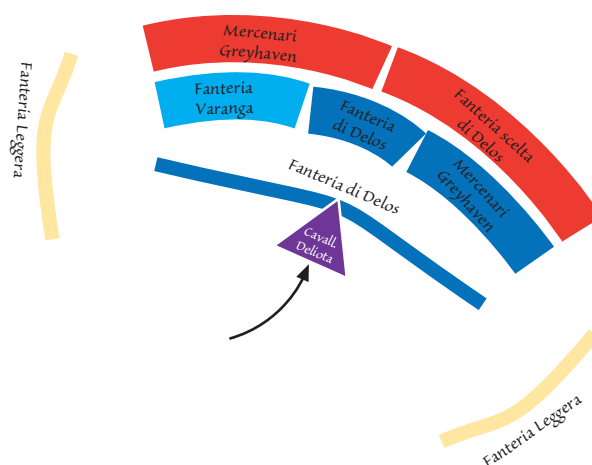 Mercenari
Greyhaven
Fanteria scelta
di Delos
Fanteria Leggera
Fanteria
Varanga
Fanteria
di Delos
Mercenari
Greyhaven
Fanteria di Delos
Cavall.
Deliota
Fanteria Leggera